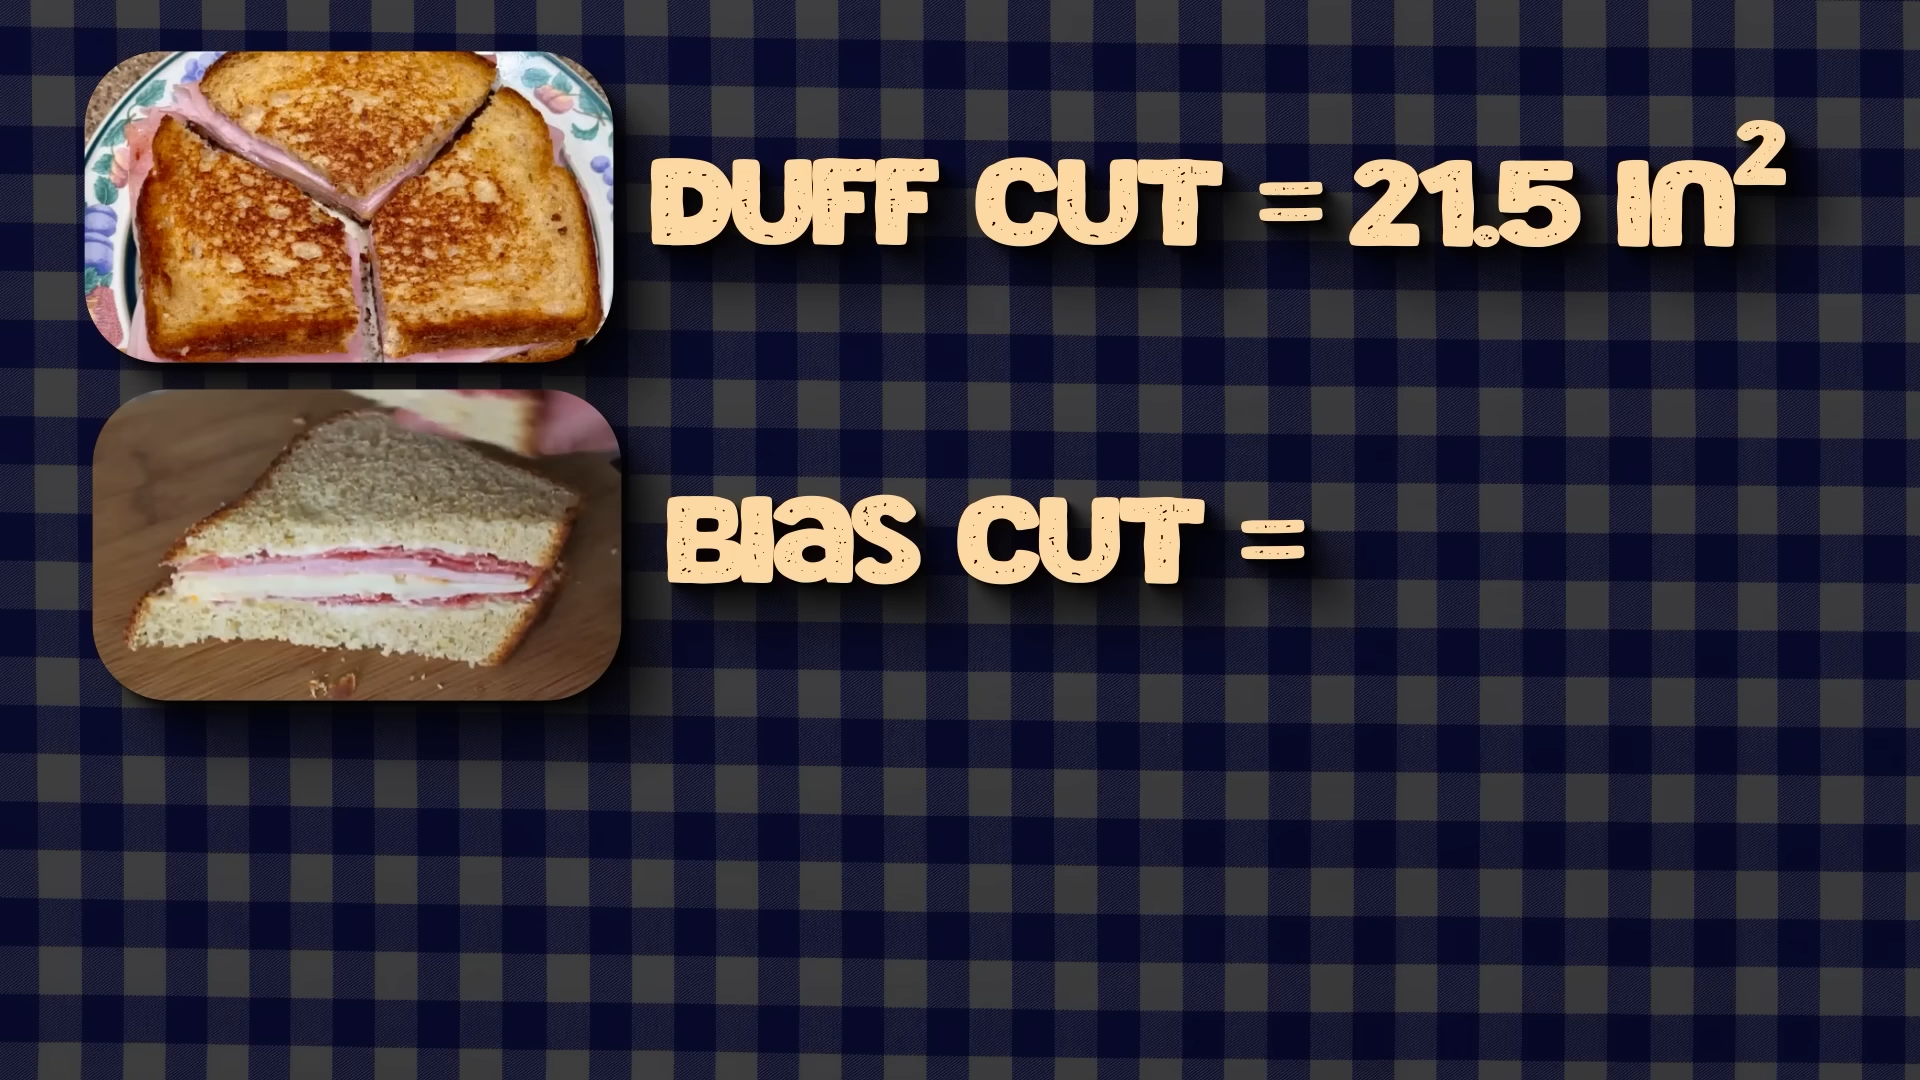 DUFF CUT = 21.5 in²
Bias CUT =